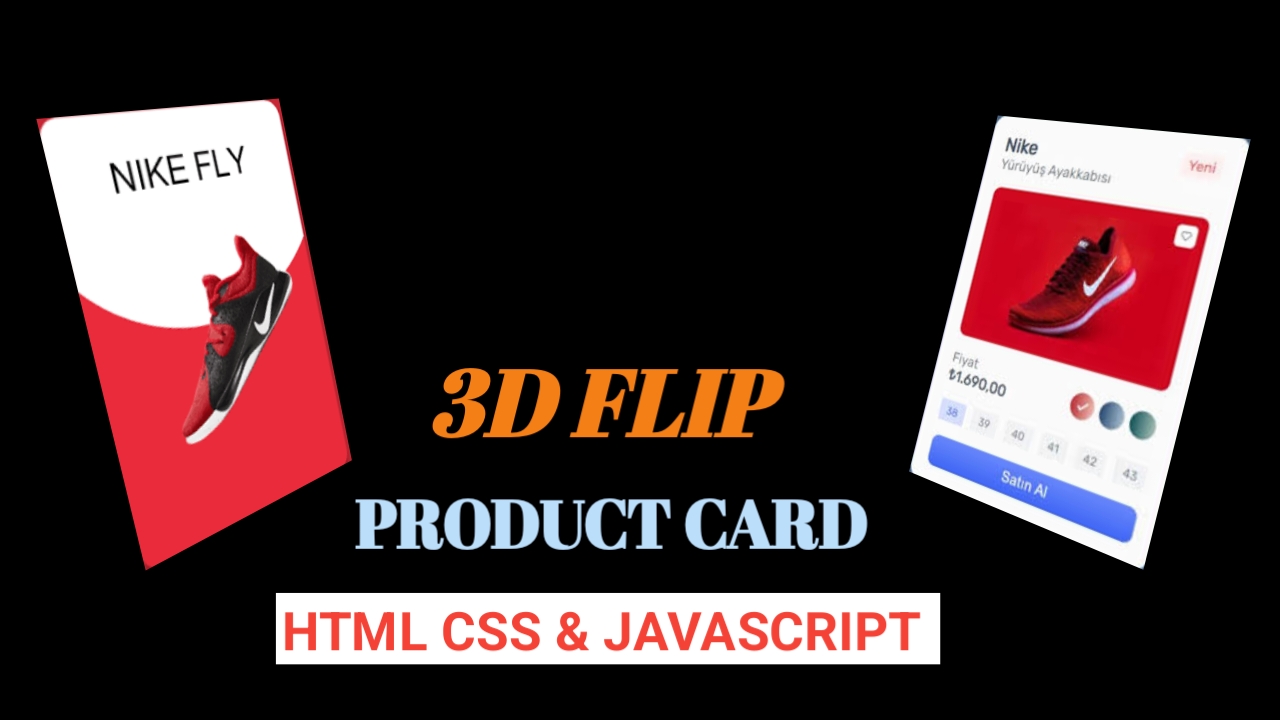 NIKE FLY
Nike
Yürüyüş Ayakkabısı
Yeni
Fiyat
₺1.690,00
38 39 40 41 42 43
Satın Al
3D FLIP
PRODUCT CARD
HTML CSS & JAVASCRIPT